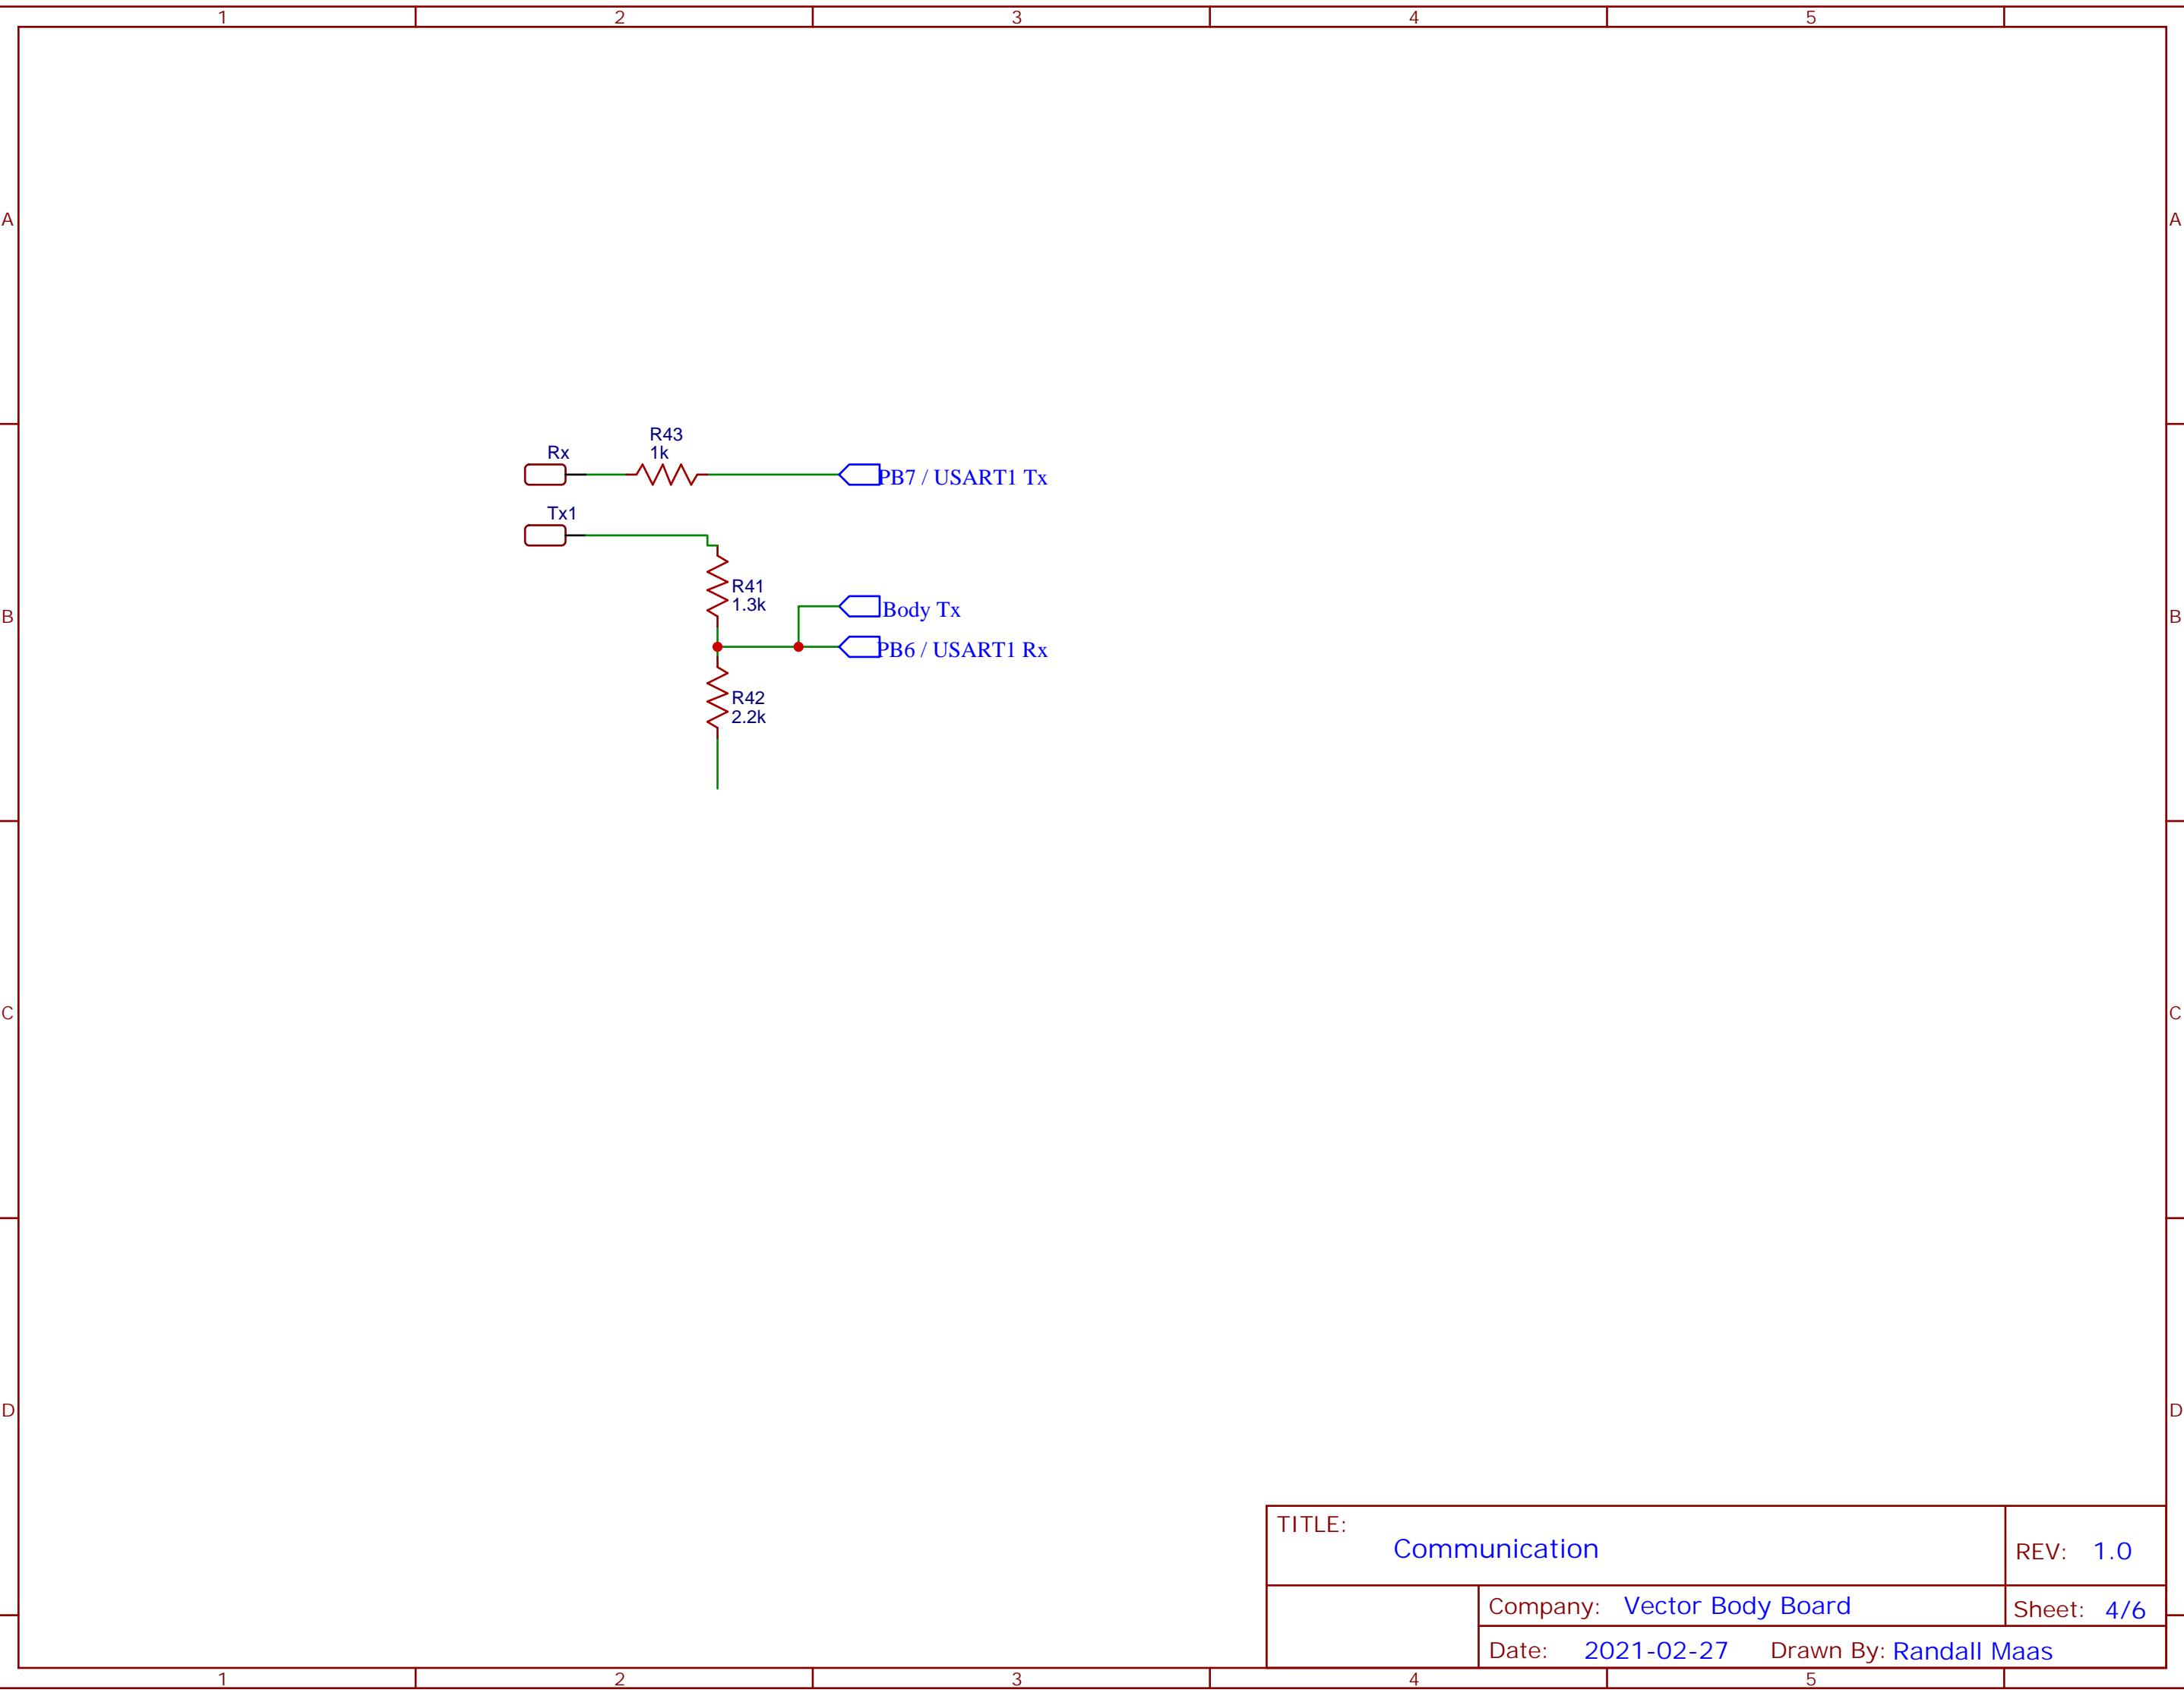 1 2 3 4 5
A A
R43
1k
Rx
PB7 / USART1 Tx
Tx1
R41
1.3k
Body Tx
B B
PB6 / USART1 Rx
R42
2.2k
C C
D D
TITLE:
Communication
REV: 1.0
Company: Vector Body Board
Sheet: 4/6
Date: 2021-02-27 Drawn By: Randall Maas
1 2 3 4 5